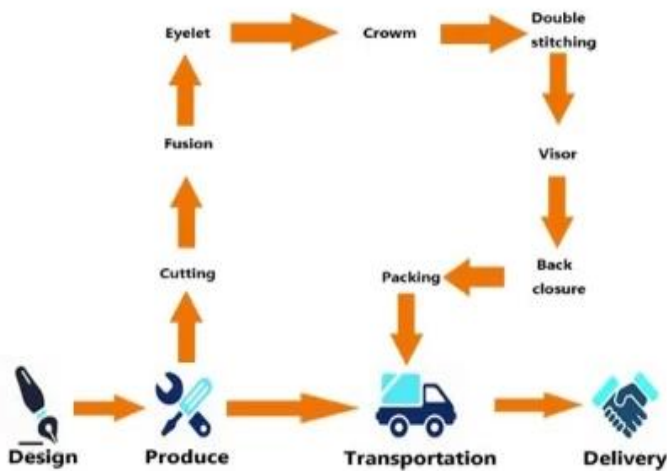 Eyelet
Crowm
Double
stitching
Fusion
Visor
Cutting
Packing
Back
closure
Design
Produce
Transportation
Delivery